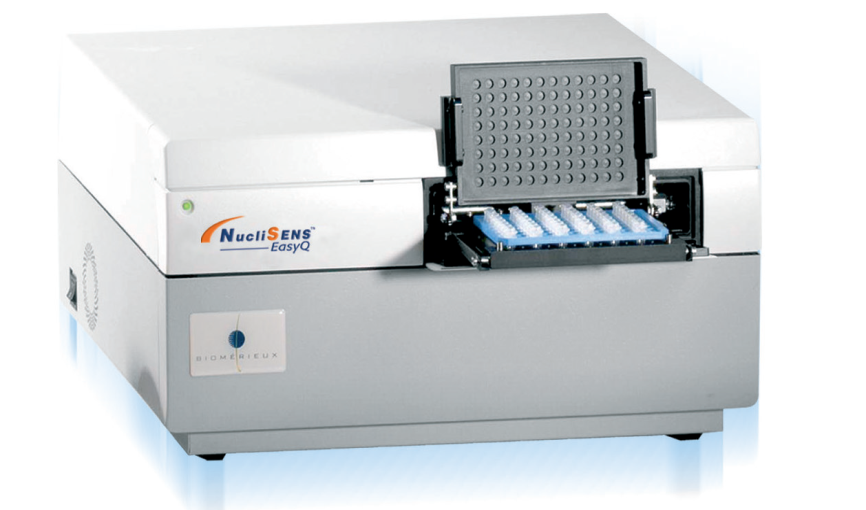 NUCLISENS™
EasyQ
BIOMÉRIEUX